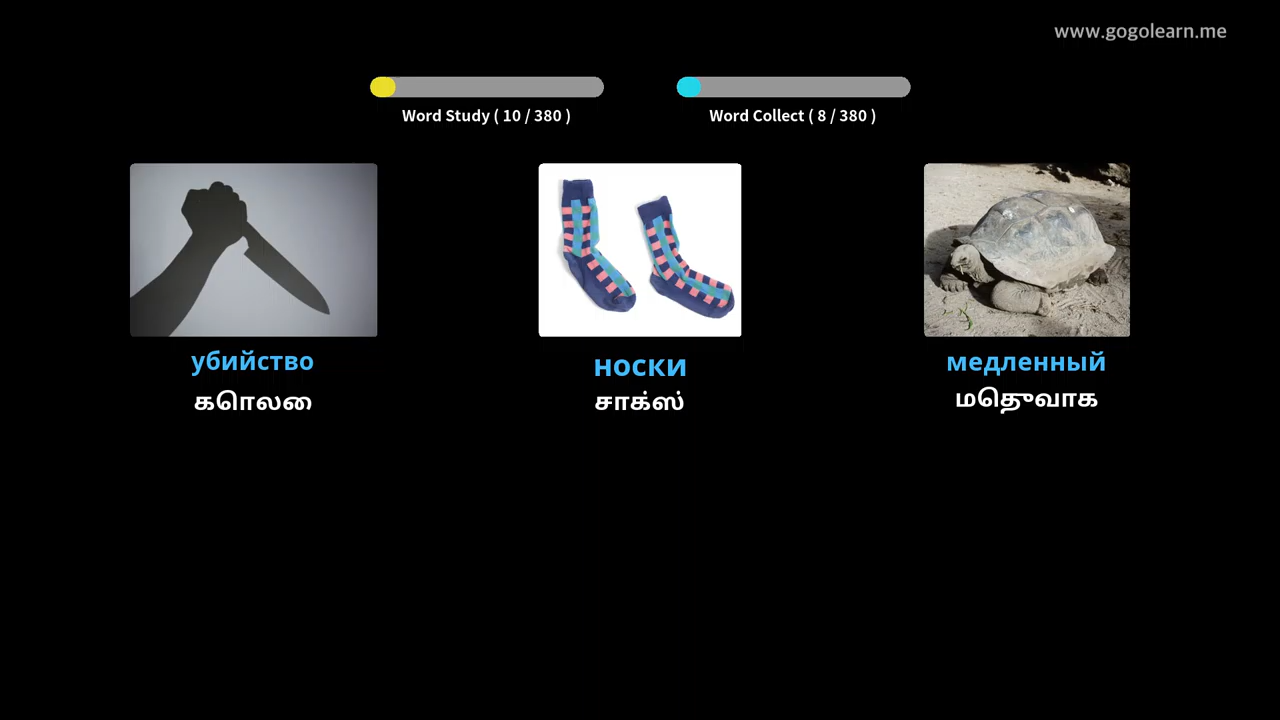 www.gogolearn.me
Word Study ( 10 / 380 )
Word Collect ( 8 / 380 )
убийство
носки
медленный
கொலை
சாக்ஸ்
மெதுவாக